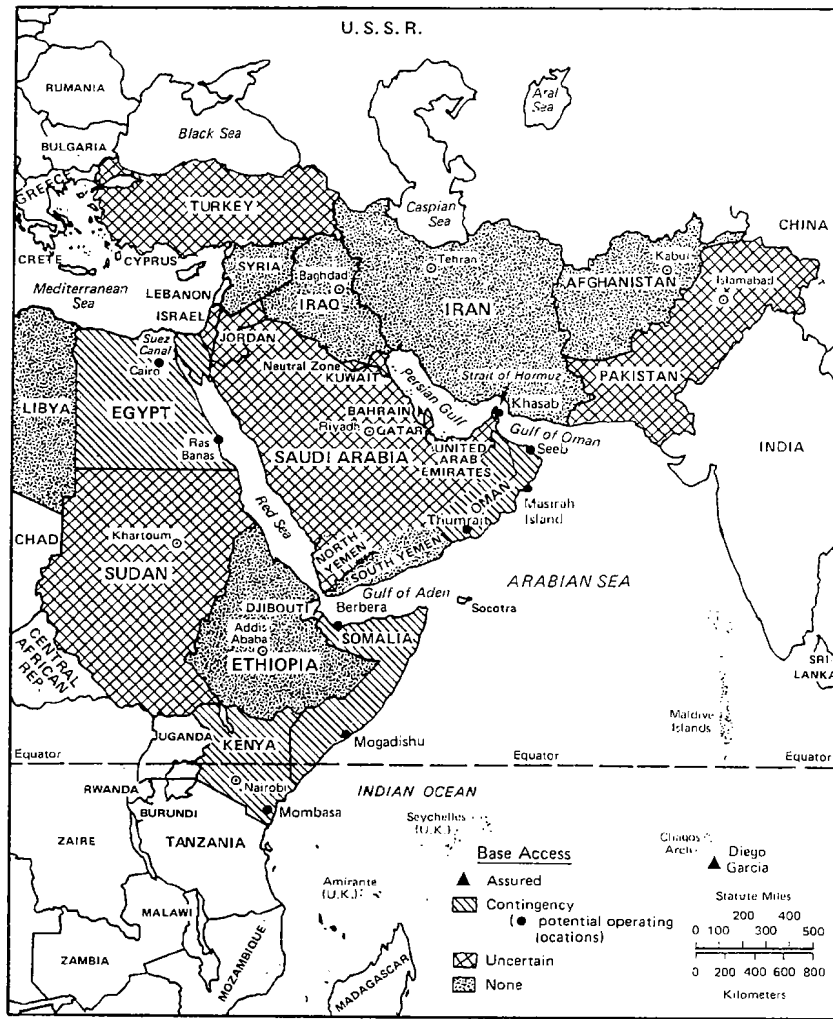 U.S.S.R.
RUMANIA
Aral
Sea
Black Sea
BULGARIA
GREECE
TURKEY
Caspian
Sea
CHINA
CRETE
CYPRUS
SYRIA
Tehran
Kabul
Mediterranean
Sea
LEBANON
Baghdad
IRAQ
IRAN
AFGHANISTAN
Islamabad
ISRAEL
JORDAN
Suez
Canal
Cairo
Neutral Zone
KUWAIT
Persian Gulf
Strait of Hormuz
PAKISTAN
LIBYA
EGYPT
BAHRAIN
Khasab
Riyadh
QATAR
Gulf of Oman
INDIA
Ras
Banas
SAUDI ARABIA
UNITED
ARAB
EMIRATES
Seeb
Red Sea
OMAN
Masirah
Island
CHAD
Khartoum
Thumrait
SUDAN
NORTH
YEMEN
SOUTH YEMEN
ARABIAN SEA
Gulf of Aden
DJIBOUTI
Berbera
Socotra
CENTRAL
AFRICAN
REP.
Addis
Ababa
SOMALIA
ETHIOPIA
SRI
LANKA
Maldive
Islands
UGANDA
KENYA
Mogadishu
Equator
Equator
Equator
Nairobi
RWANDA
INDIAN OCEAN
BURUNDI
Mombasa
Seychelles
(U.K.)
ZAIRE
TANZANIA
Chagos
Arch.
Diego
Garcia
Base Access
Assured
Amirante
(U.K.)
Statute Miles
Contingency
0 100 200 300 400 500
MALAWI
( potential operating
locations)
ZAMBIA
Uncertain
0 200 400 600 800
MOZAMBIQUE
None
Kilometers
MADAGASCAR